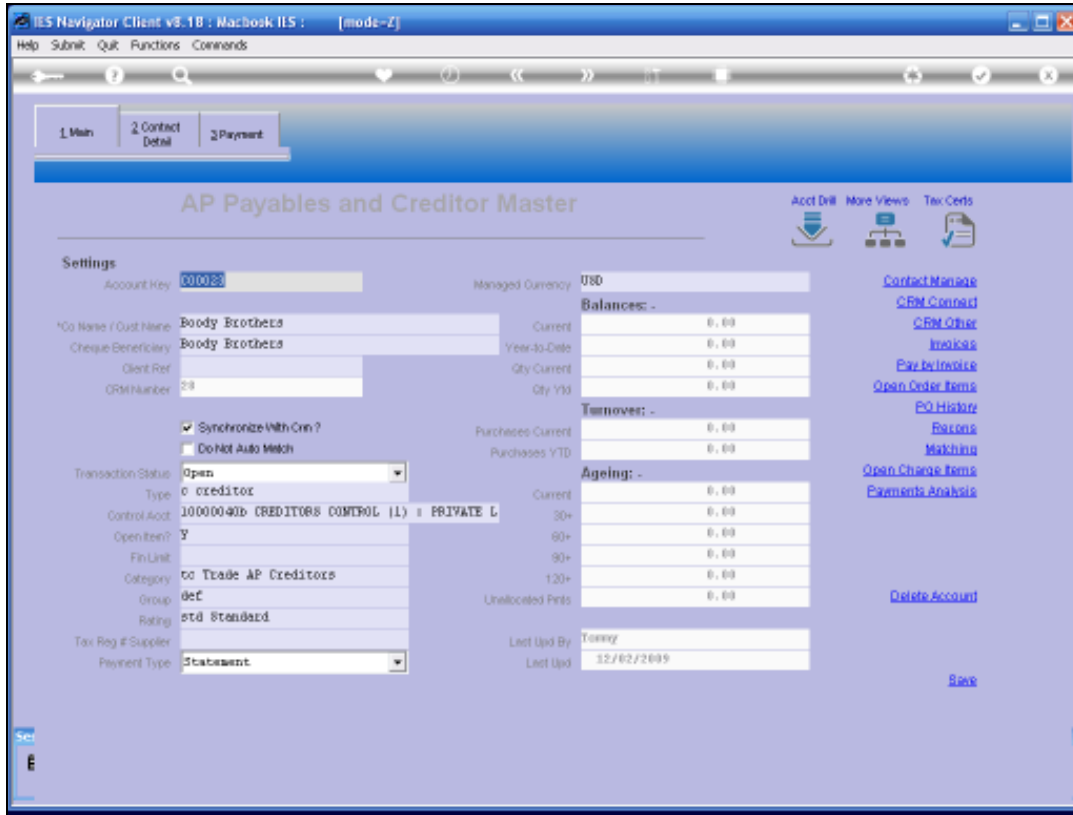 IES Navigator Client v8.18 : Macbook IES : [mode-Z]
Help Submit Quit Functions Commands
1 Main
2 Contact Detail
3 Payment
AP Payables and Creditor Master
Acct Drill More Views Tax Certs
Settings
Account Key C00028
Managed Currency USD
Contact Manage
Balances: -
CRM Connect
*Co Name / Cust Name Boody Brothers
Current 0.00
CRM Other
Cheque Beneficiary Boody Brothers
Year-to-Date 0.00
Invoices
Client Ref
Qty Current 0.00
Pay by Invoice
CRM Number 28
Qty Ytd 0.00
Open Order Items
Turnover: -
PO History
Synchronize With Crm ?
Purchases Current 0.00
Recons
Do Not Auto Match
Purchases YTD 0.00
Matching
Transaction Status Open
Ageing: -
Open Charge Items
Type c creditor
Current 0.00
Payments Analysis
Control Acct 10000040b CREDITORS CONTROL (1) : PRIVATE L
30+ 0.00
Open Item? Y
60+ 0.00
Fin Limit
90+ 0.00
Category tc Trade AP Creditors
120+ 0.00
Group def
Unallocated Pmts 0.00
Delete Account
Rating std Standard
Tax Reg # Supplier
Last Upd By Tommy
Payment Type Statement
Last Upd 12/02/2009
Save